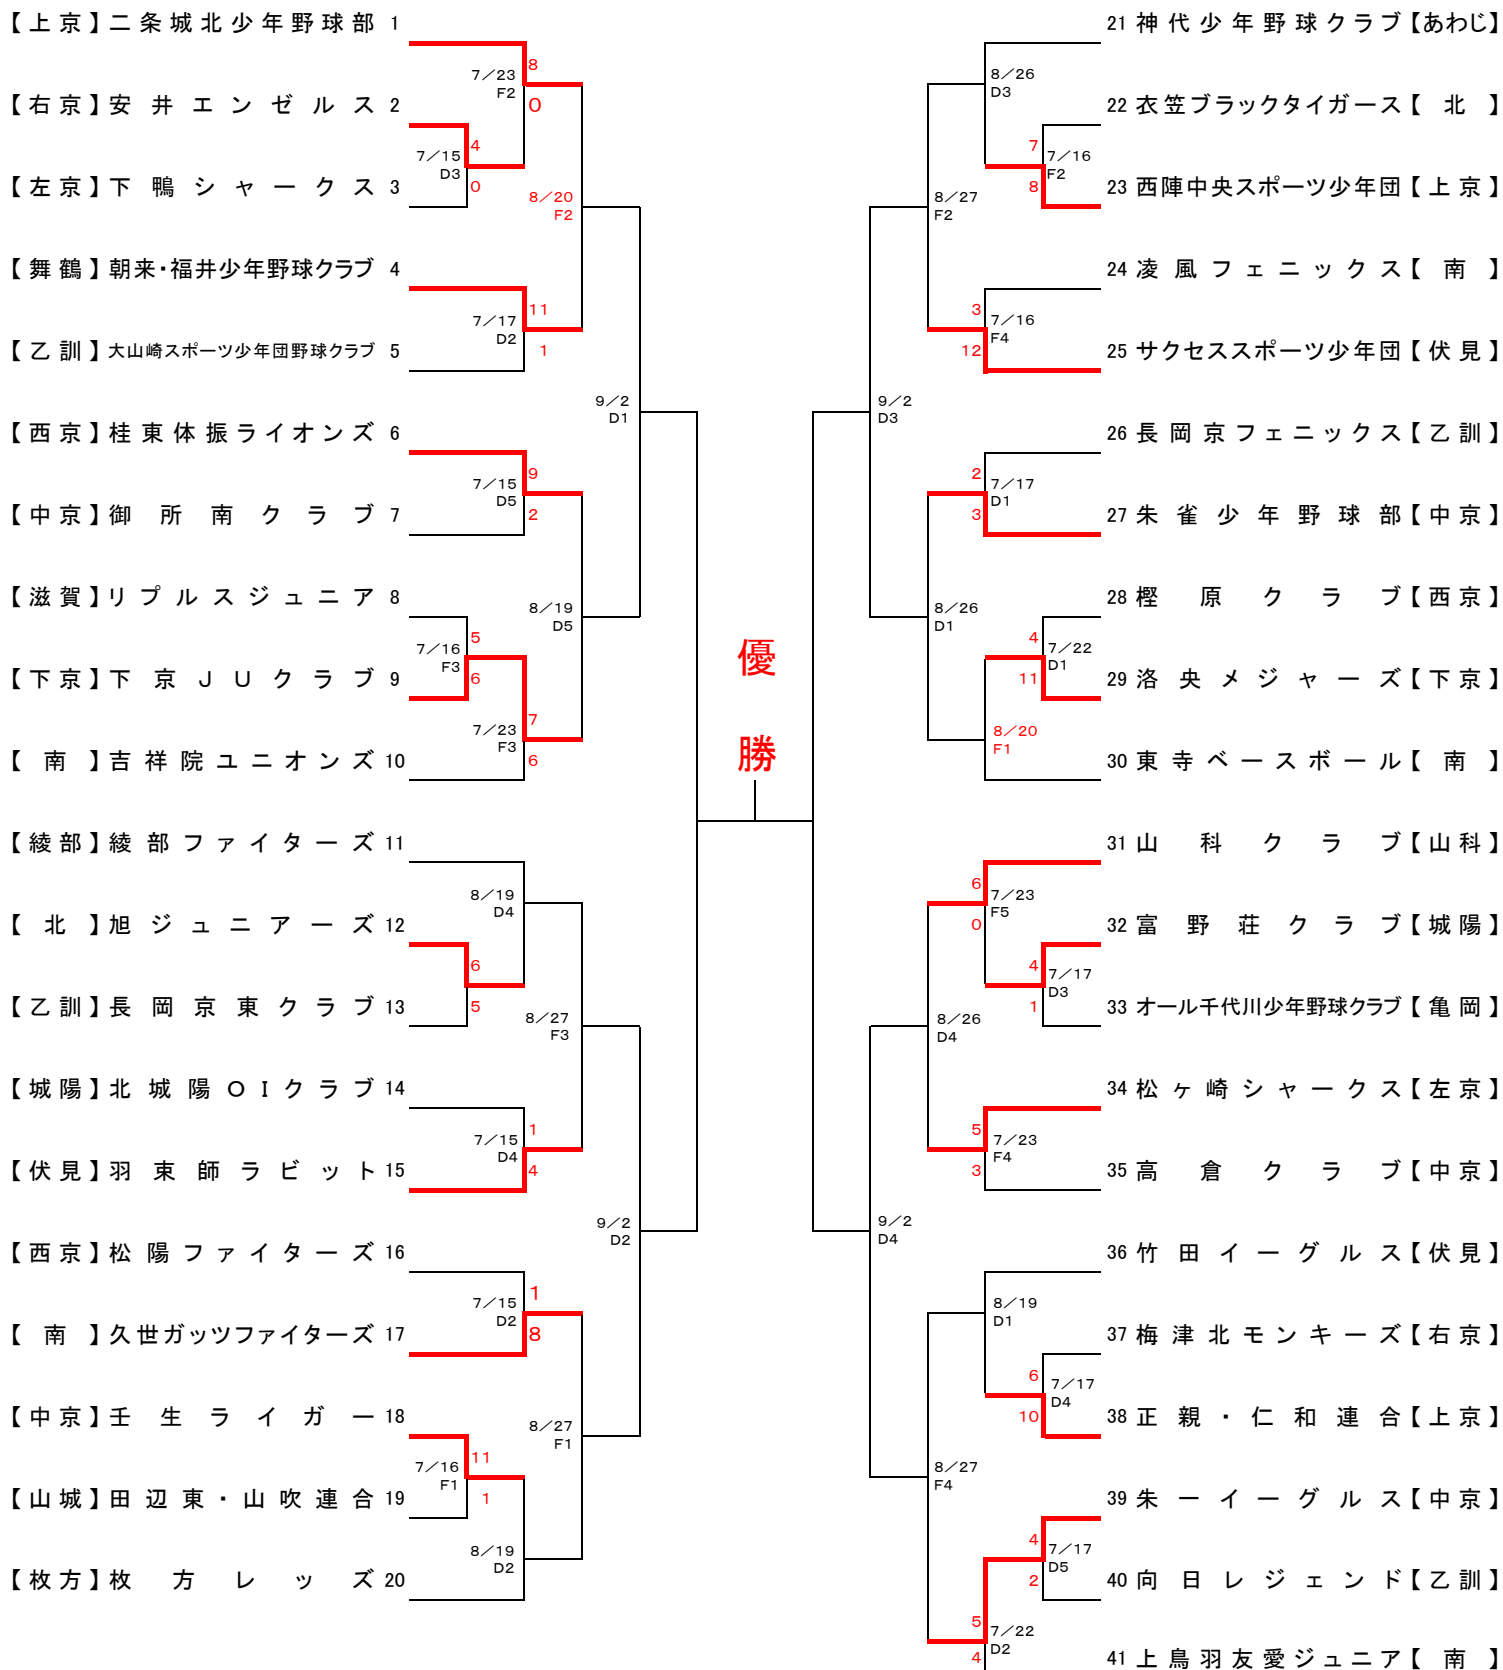 【上京】二条城北少年野球部 1
【右京】安井エンゼルス 2
【左京】下鴨シャークス 3
【舞鶴】朝来・福井少年野球クラブ 4
【乙訓】大山崎スポーツ少年団野球クラブ 5
【西京】桂東体振ライオンズ 6
【中京】御所南クラブ 7
【滋賀】リプルスジュニア 8
【下京】下京JUクラブ 9
【南】吉祥院ユニオンズ 10
【綾部】綾部ファイターズ 11
【北】旭ジュニアーズ 12
【乙訓】長岡京東クラブ 13
【城陽】北城陽OIクラブ 14
【伏見】羽束師ラビット 15
【西京】松陽ファイターズ 16
【南】久世ガッツファイターズ 17
【中京】壬生ライガー 18
【山城】田辺東・山吹連合 19
【枚方】枚方レッズ 20
7/23
F2
8
0
7/15
D3
4
0
8/20
F2
7/17
D2
11
1
9/2
D1
7/15
D5
9
2
8/19
D5
7/16
F3
5
6
7/23
F3
7
6
8/19
D4
6
5
8/27
F3
7/15
D4
1
4
9/2
D2
7/15
D2
1
8
8/27
F1
7/16
F1
11
1
8/19
D2
優
勝
21 神代少年野球クラブ【あわじ】
22 衣笠ブラックタイガース【北】
23 西陣中央スポーツ少年団【上京】
24 凌風フェニックス【南】
25 サクセススポーツ少年団【伏見】
26 長岡京フェニックス【乙訓】
27 朱雀少年野球部【中京】
28 樫原クラブ【西京】
29 洛央メジャーズ【下京】
30 東寺ベースボール【南】
31 山科クラブ【山科】
32 富野荘クラブ【城陽】
33 オール千代川少年野球クラブ【亀岡】
34 松ヶ崎シャークス【左京】
35 高倉クラブ【中京】
36 竹田イーグルス【伏見】
37 梅津北モンキーズ【右京】
38 正親・仁和連合【上京】
39 朱一イーグルス【中京】
40 向日レジェンド【乙訓】
41 上鳥羽友愛ジュニア【南】
8/26
D3
7
8
7/16
F2
8/27
F2
3
12
7/16
F4
9/2
D3
2
3
7/17
D1
8/26
D1
4
11
7/22
D1
8/20
F1
6
0
7/23
F5
4
1
7/17
D3
8/26
D4
5
3
7/23
F4
9/2
D4
8/19
D1
6
10
7/17
D4
8/27
F4
4
2
7/17
D5
5
4
7/22
D2